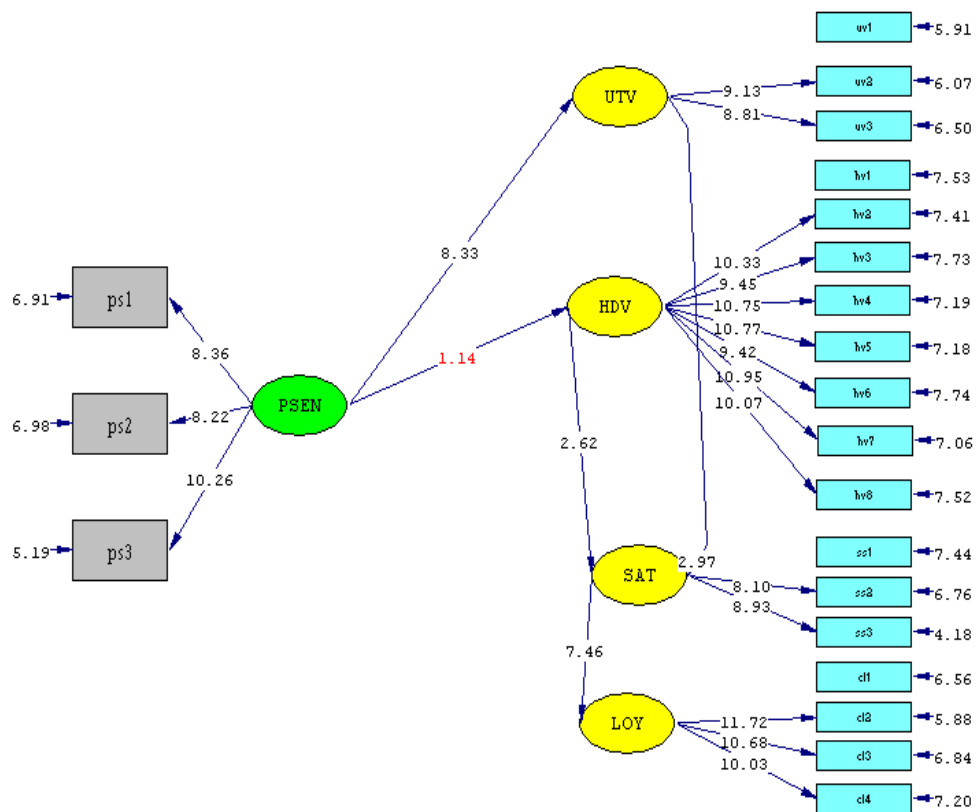 uv1 5.91
UTV 9.13 uv2 6.07
8.81 uv3 6.50
hv1 7.53
hv2 7.41
8.33 10.33 hv3 7.73
9.45
6.91 ps1 HDV 10.75 hv4 7.19
10.77 hv5 7.18
8.36 1.14 9.42
10.95 hv6 7.74
PSEN 10.07
6.98 ps2 8.22 2.62 hv7 7.06
10.26 hv8 7.52
5.19 ps3 2.97 ss1 7.44
SAT 8.10 ss2 6.76
8.93 ss3 4.18
7.46 cl1 6.56
LOY 11.72 cl2 5.88
10.68 cl3 6.84
10.03 cl4 7.20